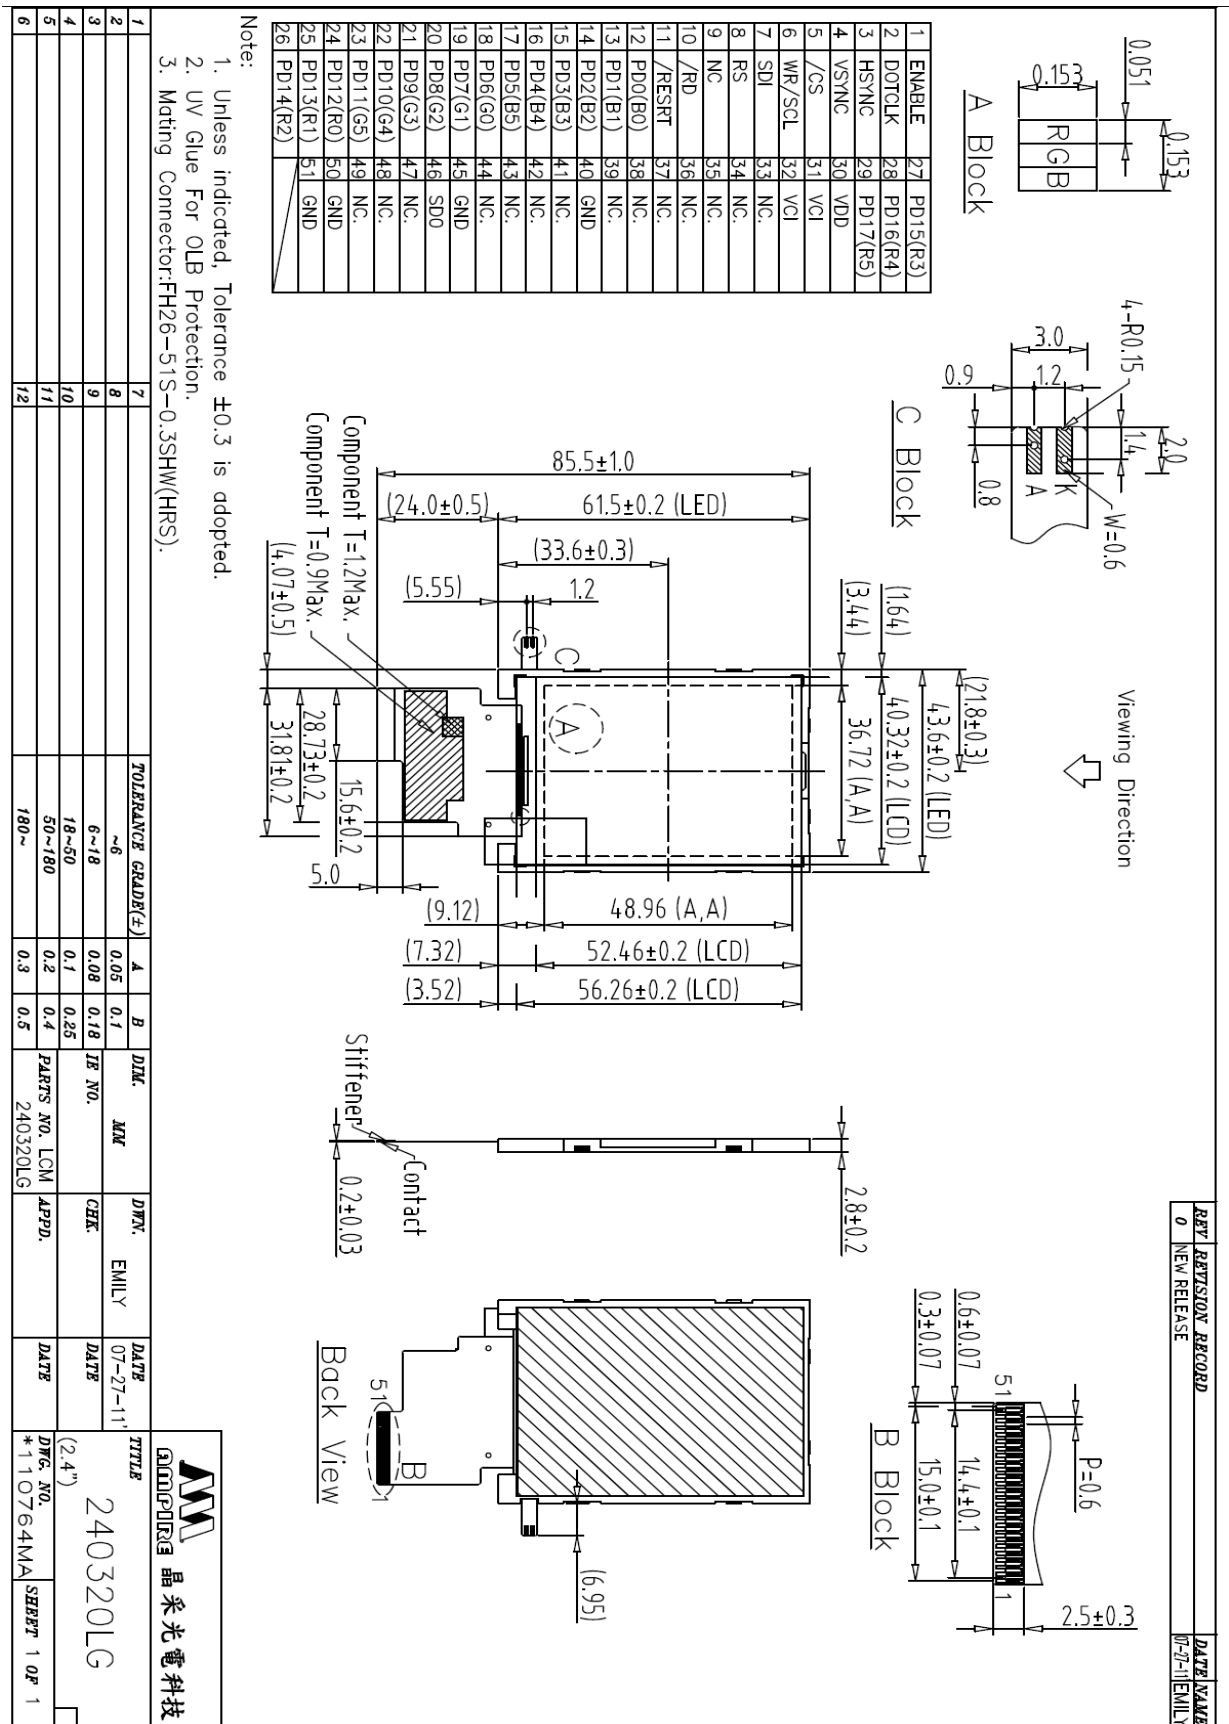 REV REVISION RECORD DATE NAME
0 NEW RELEASE 07-27-11 EMILY
0.153
0.051
0.153
R G B
A Block
4-R0.15
3.0
1.2
0.9
2.0
1.4
0.8
K
A
W=0.6
C Block
Viewing Direction
P=0.6
51
1
0.6±0.07
0.3±0.07
14.4±0.1
15.0±0.1
2.5±0.3
B Block
1 ENABLE 27 PD15(R3)
2 DOTCLK 28 PD16(R4)
3 HSYNC 29 PD17(R5)
4 VSYNC 30 VDD
5 /CS 31 VCI
6 WR/SCL 32 VCI
7 SDI 33 NC.
8 RS 34 NC.
9 NC 35 NC.
10 /RD 36 NC.
11 /RESRT 37 NC.
12 PD0(B0) 38 NC.
13 PD1(B1) 39 NC.
14 PD2(B2) 40 GND
15 PD3(B3) 41 NC.
16 PD4(B4) 42 NC.
17 PD5(B5) 43 NC.
18 PD6(G0) 44 NC.
19 PD7(G1) 45 GND
20 PD8(G2) 46 SDO
21 PD9(G3) 47 NC.
22 PD10(G4) 48 NC.
23 PD11(G5) 49 NC.
24 PD12(R0) 50 GND
25 PD13(R1) 51 GND
26 PD14(R2)
(21.8±0.3)
43.6±0.2 (LED)
(1.64)
40.32±0.2 (LCD)
(3.44)
36.72 (A,A)
85.5±1.0
61.5±0.2 (LED)
(24.0±0.5)
(33.6±0.3)
1.2
(5.55)
C
A
48.96 (A,A)
(9.12)
52.46±0.2 (LCD)
(7.32)
56.26±0.2 (LCD)
(3.52)
Component T=1.2Max.
Component T=0.9Max.
(4.07±0.5)
15.6±0.2
28.73±0.2
31.81±0.2
5.0
2.8±0.2
Stiffener
Contact
0.2±0.03
51
1
B
(6.95)
Back View
Note:
1. Unless indicated, Tolerance ±0.3 is adopted.
2. UV Glue For OLB Protection.
3. Mating Connector:FH26-51S-0.3SHW(HRS).
1 7 TOLERANCE GRADE(±) A B
2 8 ~6 0.05 0.1
3 9 6~18 0.08 0.18
4 10 18~50 0.1 0.25
5 11 50~180 0.2 0.4
6 12 180~ 0.3 0.5
DIM. MM
DWN. EMILY
DATE 07-27-11'
IE NO.
CHK.
DATE
PARTS NO. LCM
240320LG
APPD.
DATE
AMPIRE 晶采光電科技
TITLE
240320LG
(2.4")
DWG. NO.
*110764MA
SHEET 1 OF 1